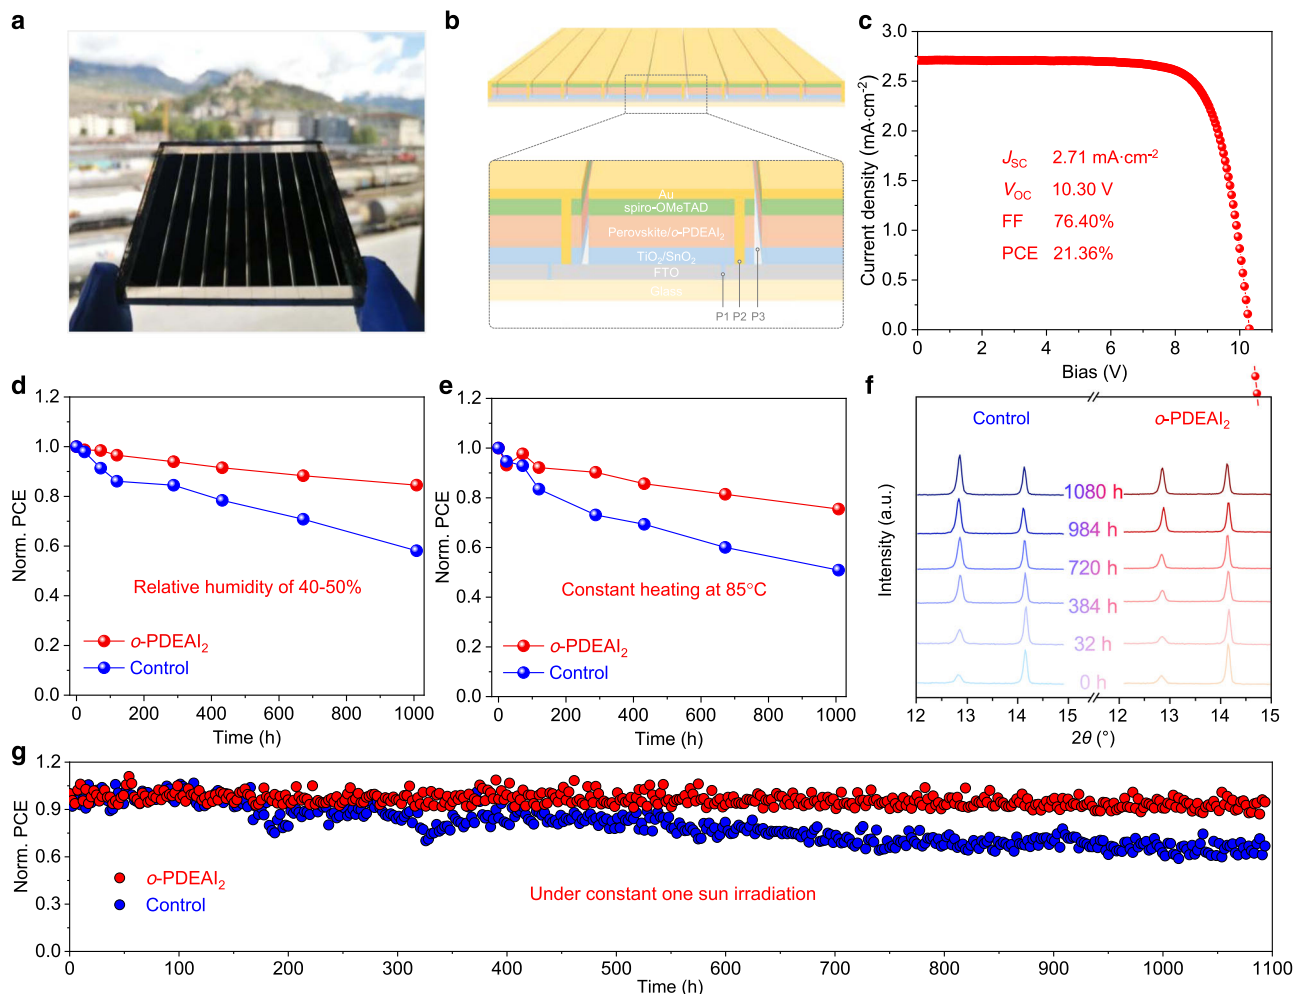 a
b
c
Au
spiro-OMeTAD
Perovskite/o-PDEAI₂
TiO₂/SnO₂
FTO
Glass
P1 P2 P3
3.0
2.5
2.0
1.5
1.0
0.5
0.0
Current density (mA·cm⁻²)
J_SC 2.71 mA·cm⁻²
V_OC 10.30 V
FF 76.40%
PCE 21.36%
0 2 4 6 8 10
Bias (V)
d
1.2
1.0
0.8
0.6
0.4
0.2
0.0
Norm. PCE
Relative humidity of 40-50%
o-PDEAI₂
Control
0 200 400 600 800 1000
Time (h)
e
1.2
1.0
0.8
0.6
0.4
0.2
0.0
Norm. PCE
Constant heating at 85°C
o-PDEAI₂
Control
0 200 400 600 800 1000
Time (h)
f
Intensity (a.u.)
Control o-PDEAI₂
1080 h
984 h
720 h
384 h
32 h
0 h
12 13 14 15 12 13 14 15
2θ (°)
g
1.2
0.9
0.6
0.3
0.0
Norm. PCE
o-PDEAI₂
Control
Under constant one sun irradiation
0 100 200 300 400 500 600 700 800 900 1000 1100
Time (h)